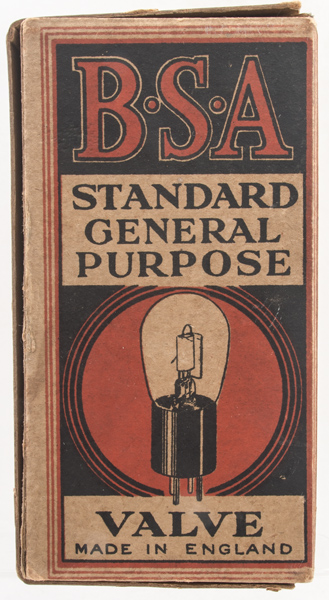 B·S·A
STANDARD
GENERAL
PURPOSE
VALVE
MADE IN ENGLAND